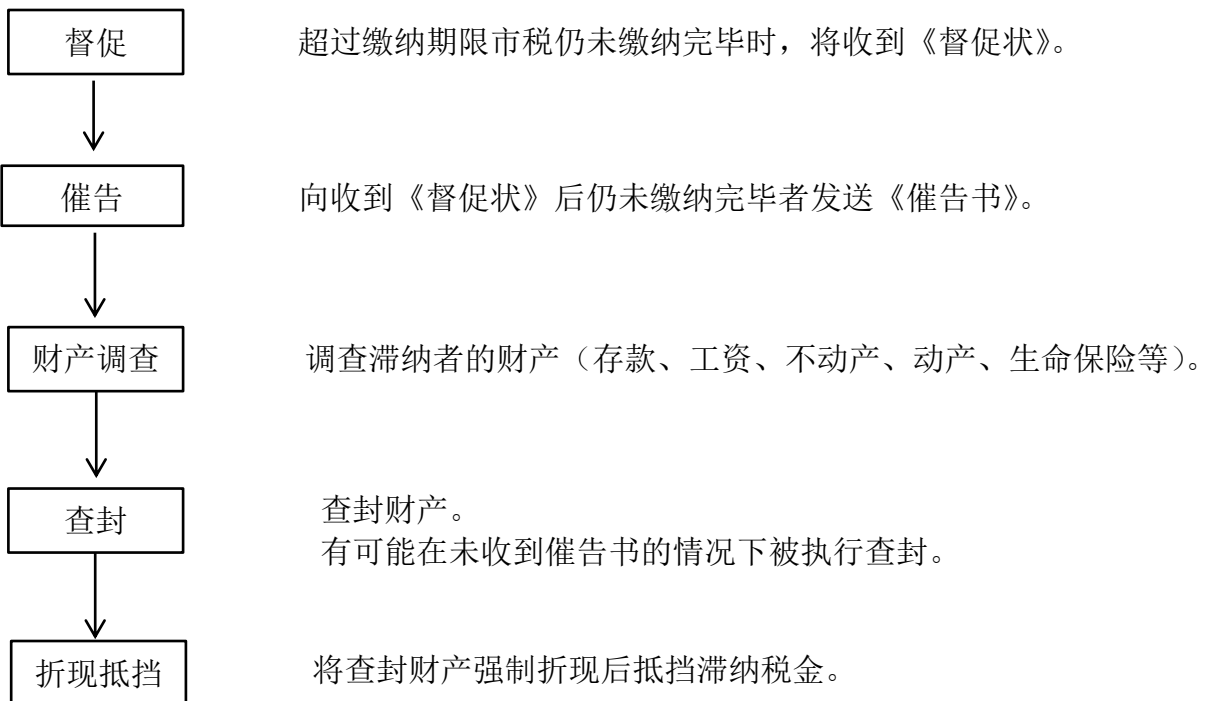 督促
超过缴纳期限市税仍未缴纳完毕时，将收到《督促状》。
催告
向收到《督促状》后仍未缴纳完毕者发送《催告书》。
财产调查
调查滞纳者的财产（存款、工资、不动产、动产、生命保险等）。
查封
查封财产。
有可能在未收到催告书的情况下被执行查封。
折现抵挡
将查封财产强制折现后抵挡滞纳税金。